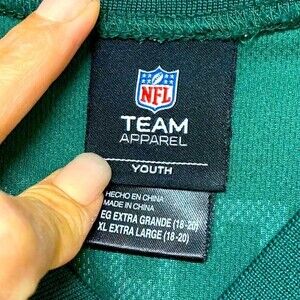 NFL
TEAM
APPAREL
YOUTH
HECHO EN CHINA
MADE IN CHINA
EG EXTRA GRANDE (18-20)
XL EXTRA LARGE (18-20)